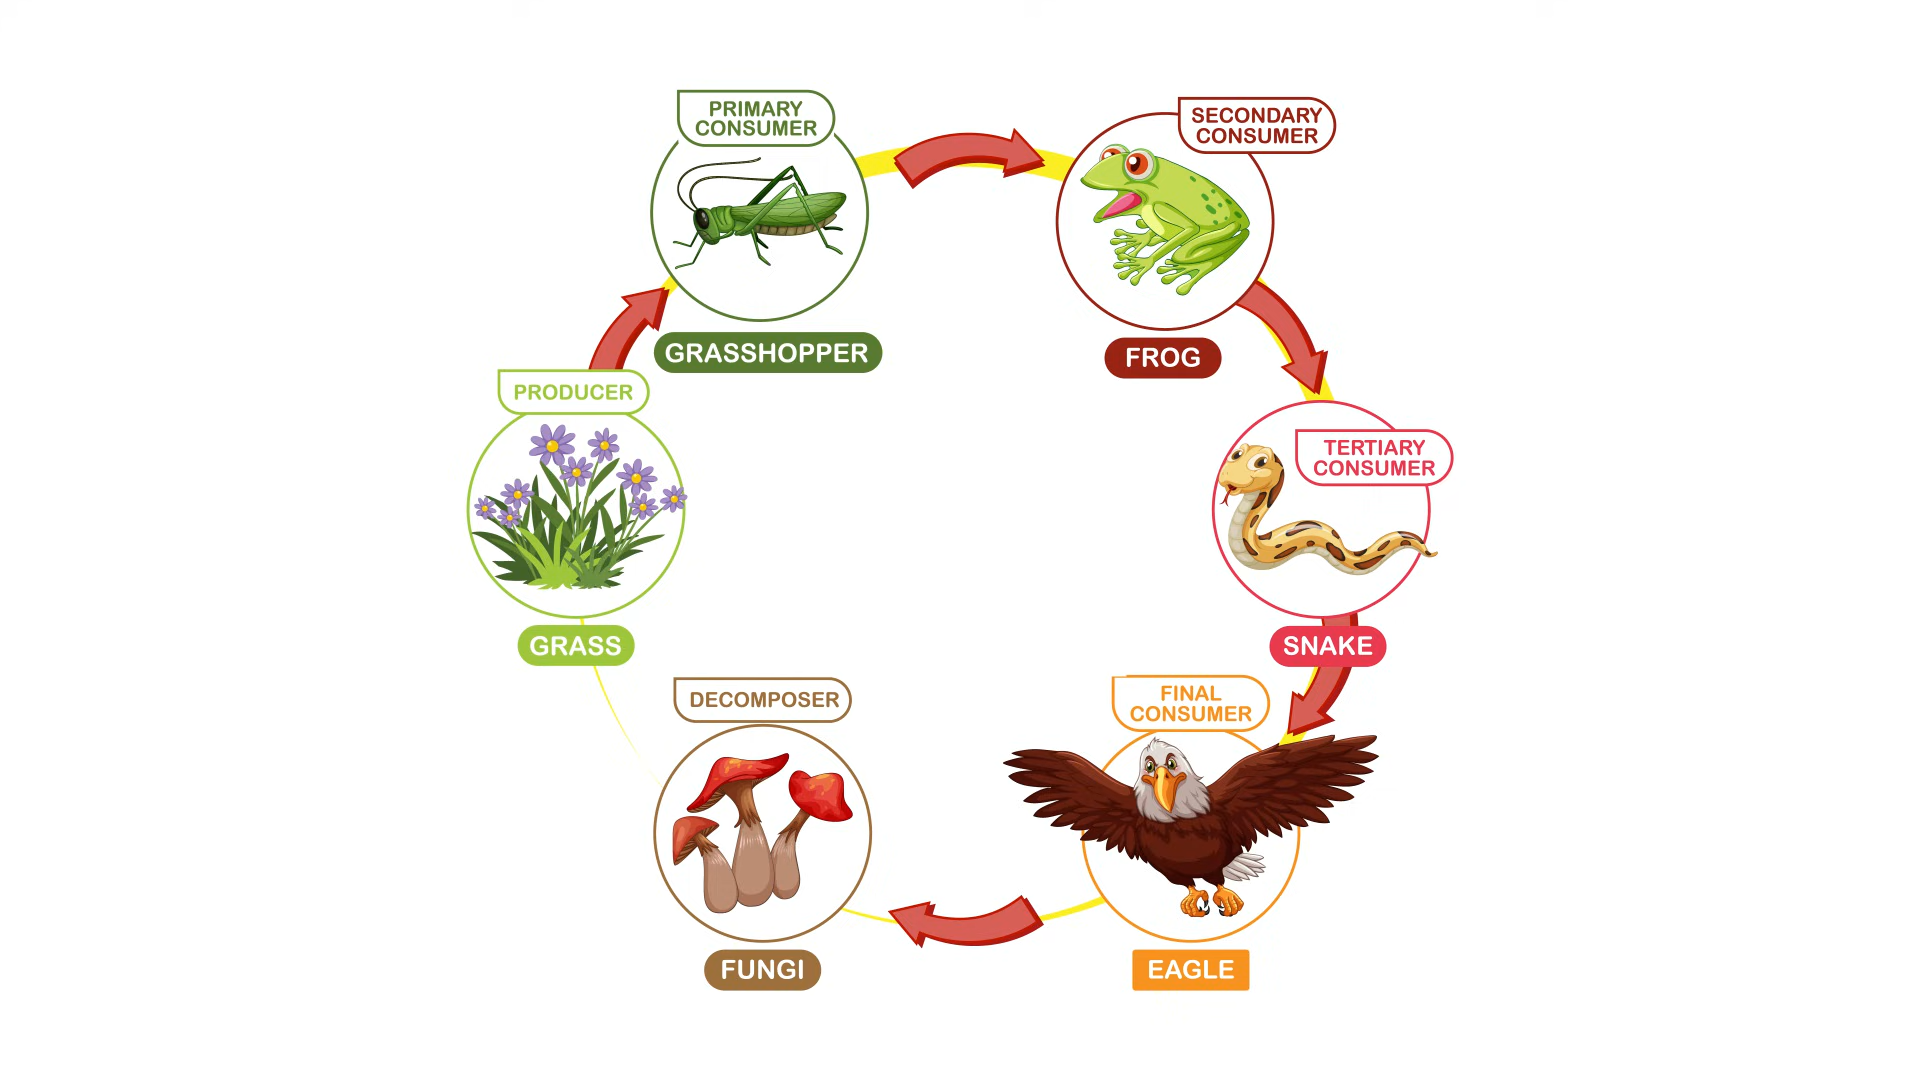 PRIMARY
CONSUMER
GRASSHOPPER
SECONDARY
CONSUMER
FROG
TERTIARY
CONSUMER
SNAKE
FINAL
CONSUMER
EAGLE
DECOMPOSER
FUNGI
PRODUCER
GRASS